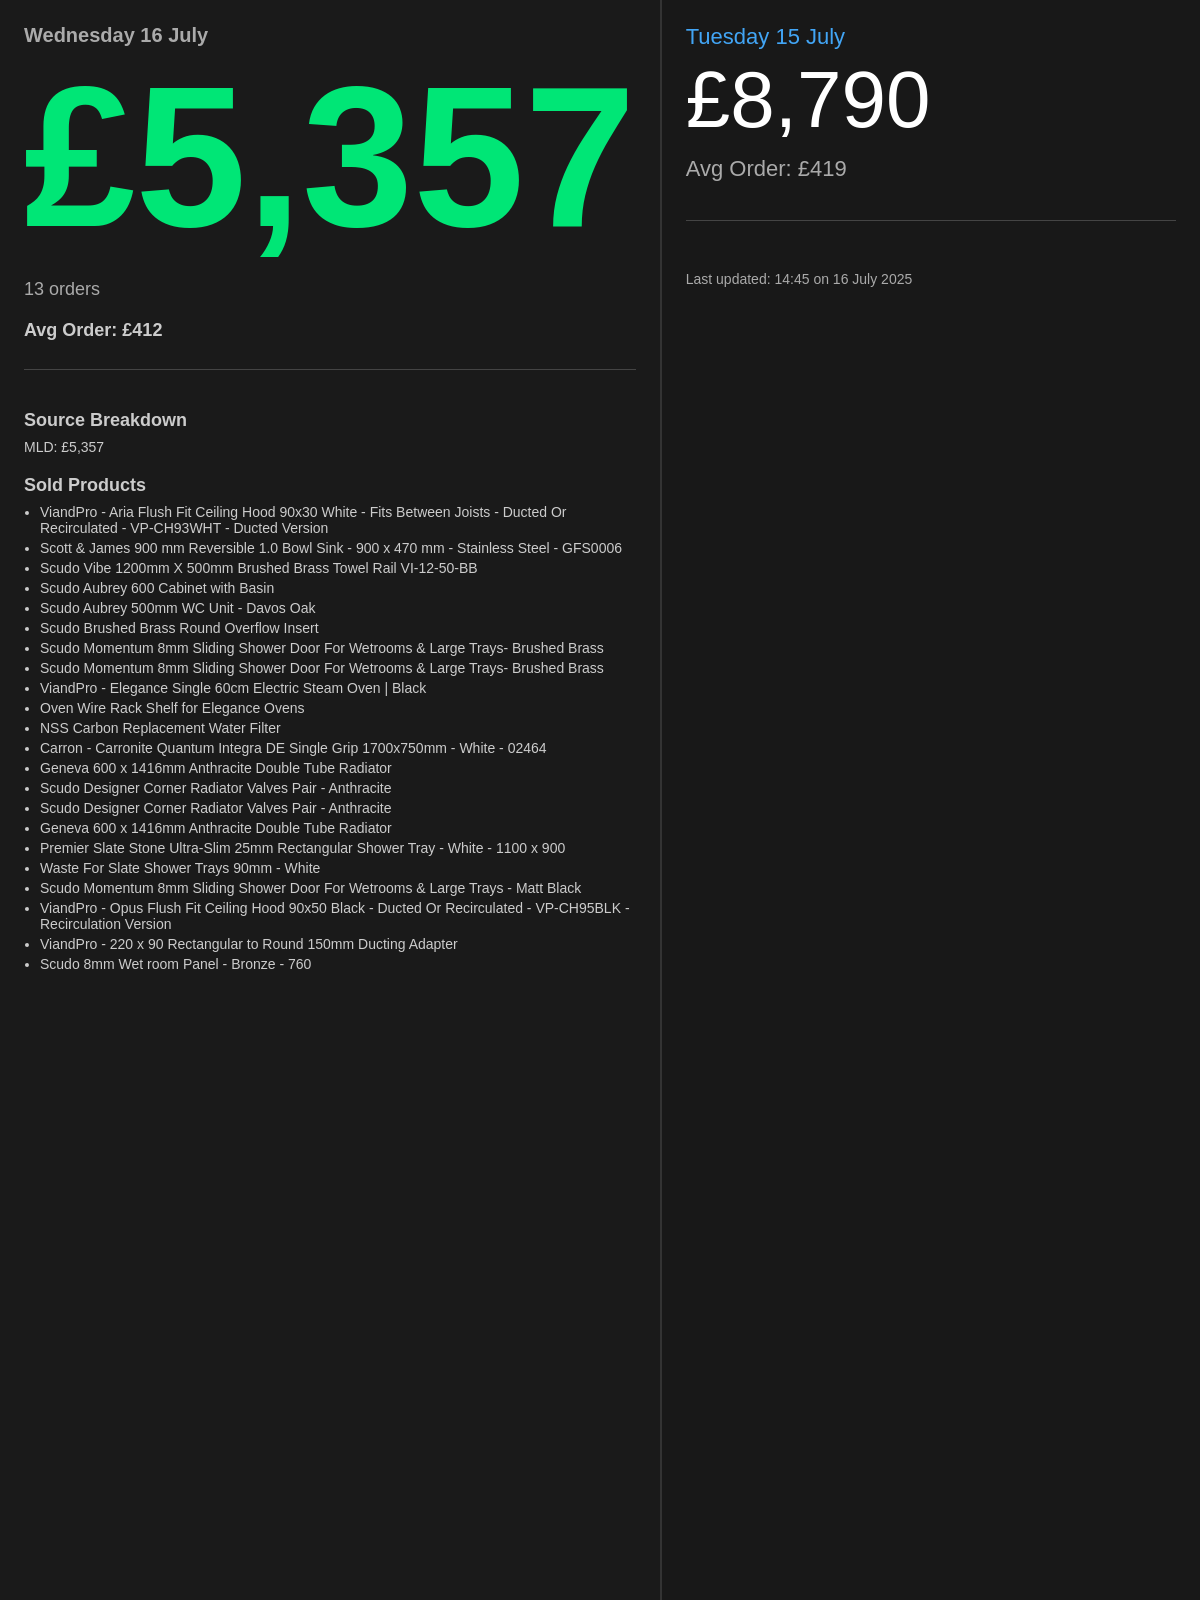 Wednesday 16 July
£5,357
13 orders
Avg Order: £412
Source Breakdown
MLD: £5,357
Sold Products
• ViandPro - Aria Flush Fit Ceiling Hood 90x30 White - Fits Between Joists - Ducted Or
Recirculated - VP-CH93WHT - Ducted Version
• Scott & James 900 mm Reversible 1.0 Bowl Sink - 900 x 470 mm - Stainless Steel - GFS0006
• Scudo Vibe 1200mm X 500mm Brushed Brass Towel Rail VI-12-50-BB
• Scudo Aubrey 600 Cabinet with Basin
• Scudo Aubrey 500mm WC Unit - Davos Oak
• Scudo Brushed Brass Round Overflow Insert
• Scudo Momentum 8mm Sliding Shower Door For Wetrooms & Large Trays- Brushed Brass
• Scudo Momentum 8mm Sliding Shower Door For Wetrooms & Large Trays- Brushed Brass
• ViandPro - Elegance Single 60cm Electric Steam Oven | Black
• Oven Wire Rack Shelf for Elegance Ovens
• NSS Carbon Replacement Water Filter
• Carron - Carronite Quantum Integra DE Single Grip 1700x750mm - White - 02464
• Geneva 600 x 1416mm Anthracite Double Tube Radiator
• Scudo Designer Corner Radiator Valves Pair - Anthracite
• Scudo Designer Corner Radiator Valves Pair - Anthracite
• Geneva 600 x 1416mm Anthracite Double Tube Radiator
• Premier Slate Stone Ultra-Slim 25mm Rectangular Shower Tray - White - 1100 x 900
• Waste For Slate Shower Trays 90mm - White
• Scudo Momentum 8mm Sliding Shower Door For Wetrooms & Large Trays - Matt Black
• ViandPro - Opus Flush Fit Ceiling Hood 90x50 Black - Ducted Or Recirculated - VP-CH95BLK -
Recirculation Version
• ViandPro - 220 x 90 Rectangular to Round 150mm Ducting Adapter
• Scudo 8mm Wet room Panel - Bronze - 760
Tuesday 15 July
£8,790
Avg Order: £419
Last updated: 14:45 on 16 July 2025